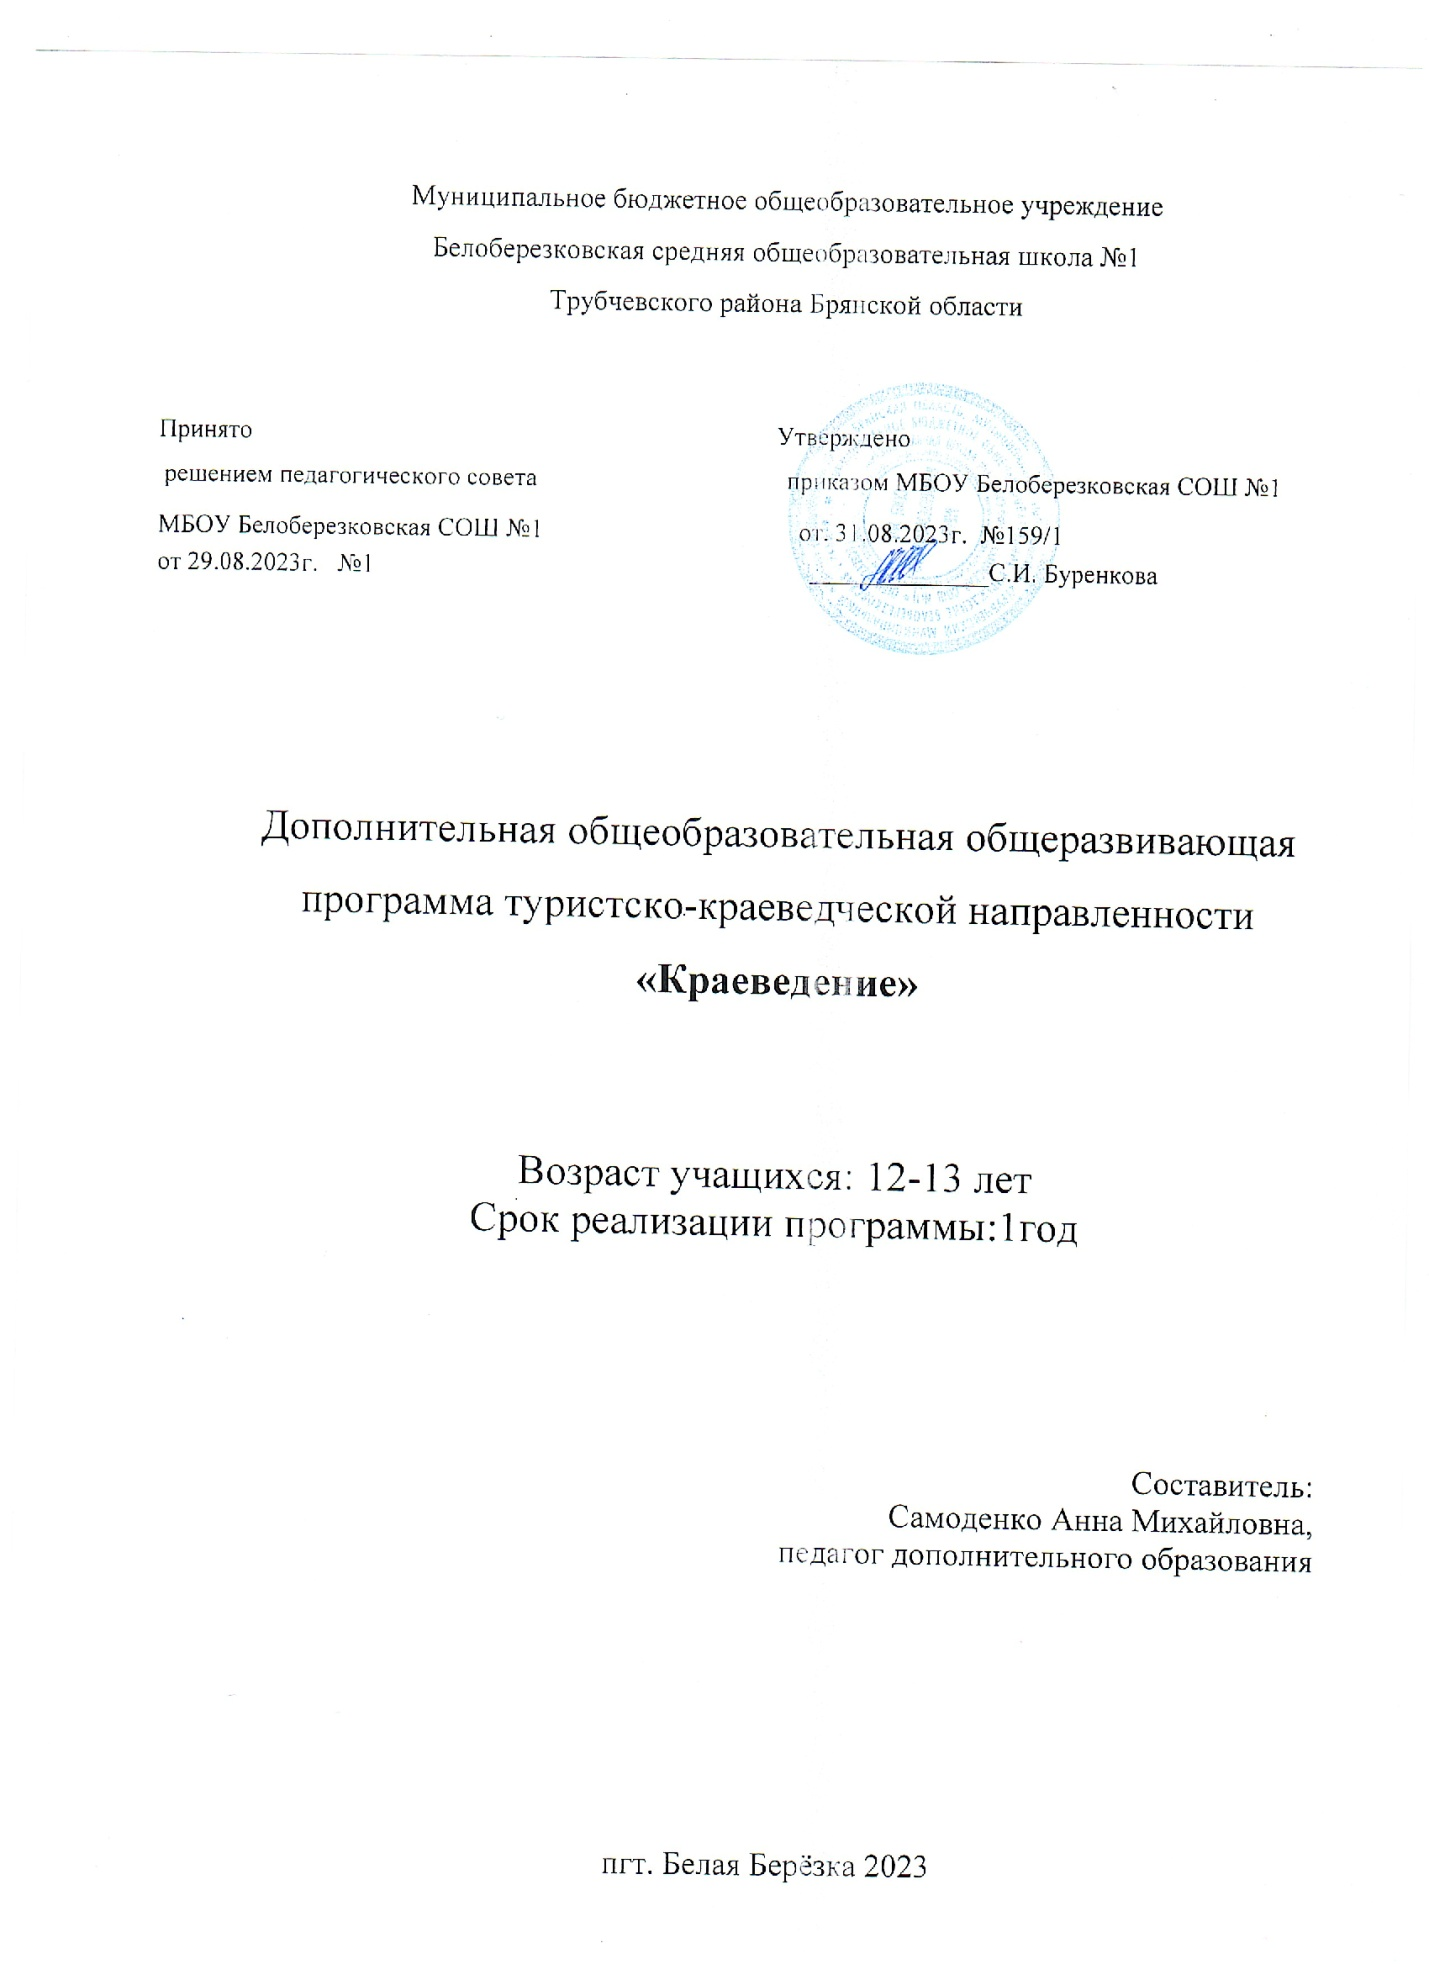 Муниципальное бюджетное общеобразовательное учреждение
Белоберезковская средняя общеобразовательная школа №1
Трубчевского района Брянской области
Принято
решением педагогического совета
МБОУ Белоберезковская СОШ №1
от 29.08.2023г. №1
Утверждено
приказом МБОУ Белоберезковская СОШ №1
от. 31.08.2023г. №159/1
______________С.И. Буренкова
Дополнительная общеобразовательная общеразвивающая
программа туристско-краеведческой направленности
«Краеведение»
Возраст учащихся: 12-13 лет
Срок реализации программы:1год
Составитель:
Самоденко Анна Михайловна,
педагог дополнительного образования
пгт. Белая Берёзка 2023